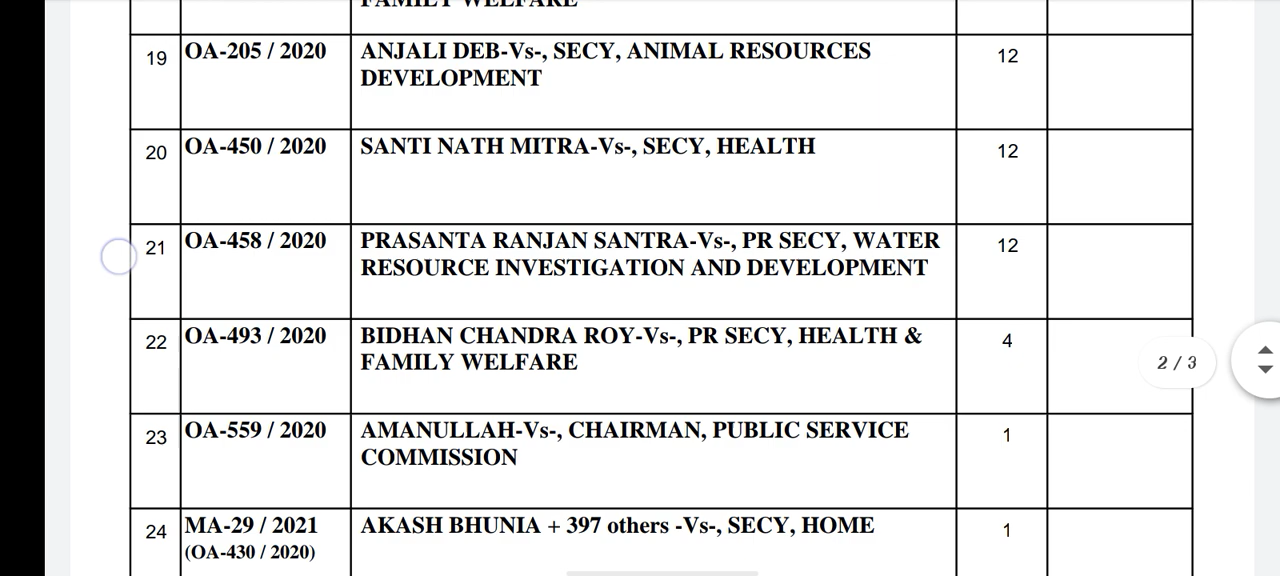 FAMILY WELFARE
19 OA-205 / 2020 ANJALI DEB-Vs-, SECY, ANIMAL RESOURCES 12
DEVELOPMENT
20 OA-450 / 2020 SANTI NATH MITRA-Vs-, SECY, HEALTH 12
21 OA-458 / 2020 PRASANTA RANJAN SANTRA-Vs-, PR SECY, WATER 12
RESOURCE INVESTIGATION AND DEVELOPMENT
22 OA-493 / 2020 BIDHAN CHANDRA ROY-Vs-, PR SECY, HEALTH & 4
FAMILY WELFARE
2 / 3
23 OA-559 / 2020 AMANULLAH-Vs-, CHAIRMAN, PUBLIC SERVICE 1
COMMISSION
24 MA-29 / 2021 AKASH BHUNIA + 397 others -Vs-, SECY, HOME 1
(OA-430 / 2020)